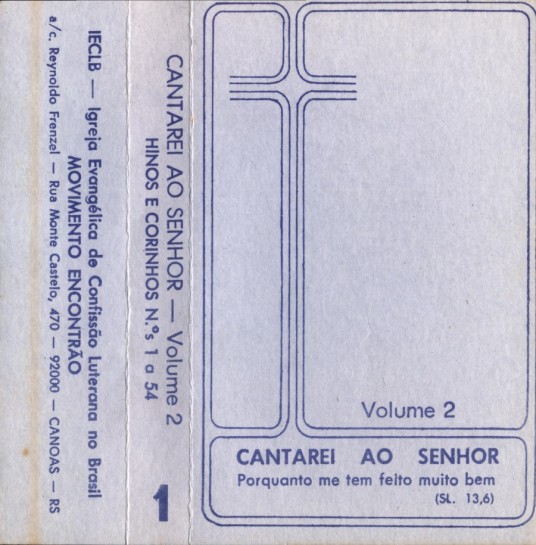 IECLB — Igreja Evangélica de Confissão Luterana no Brasil
MOVIMENTO ENCONTRÃO
a/c. Reynoldo Frenzel — Rua Monte Castelo, 470 — 92000 — CANOAS — RS
CANTAREI AO SENHOR — Volume 2
HINOS E CORINHOS N.ºs 1 a 54
1
Volume 2
CANTAREI AO SENHOR
Porquanto me tem feito muito bem
(SL. 13,6)